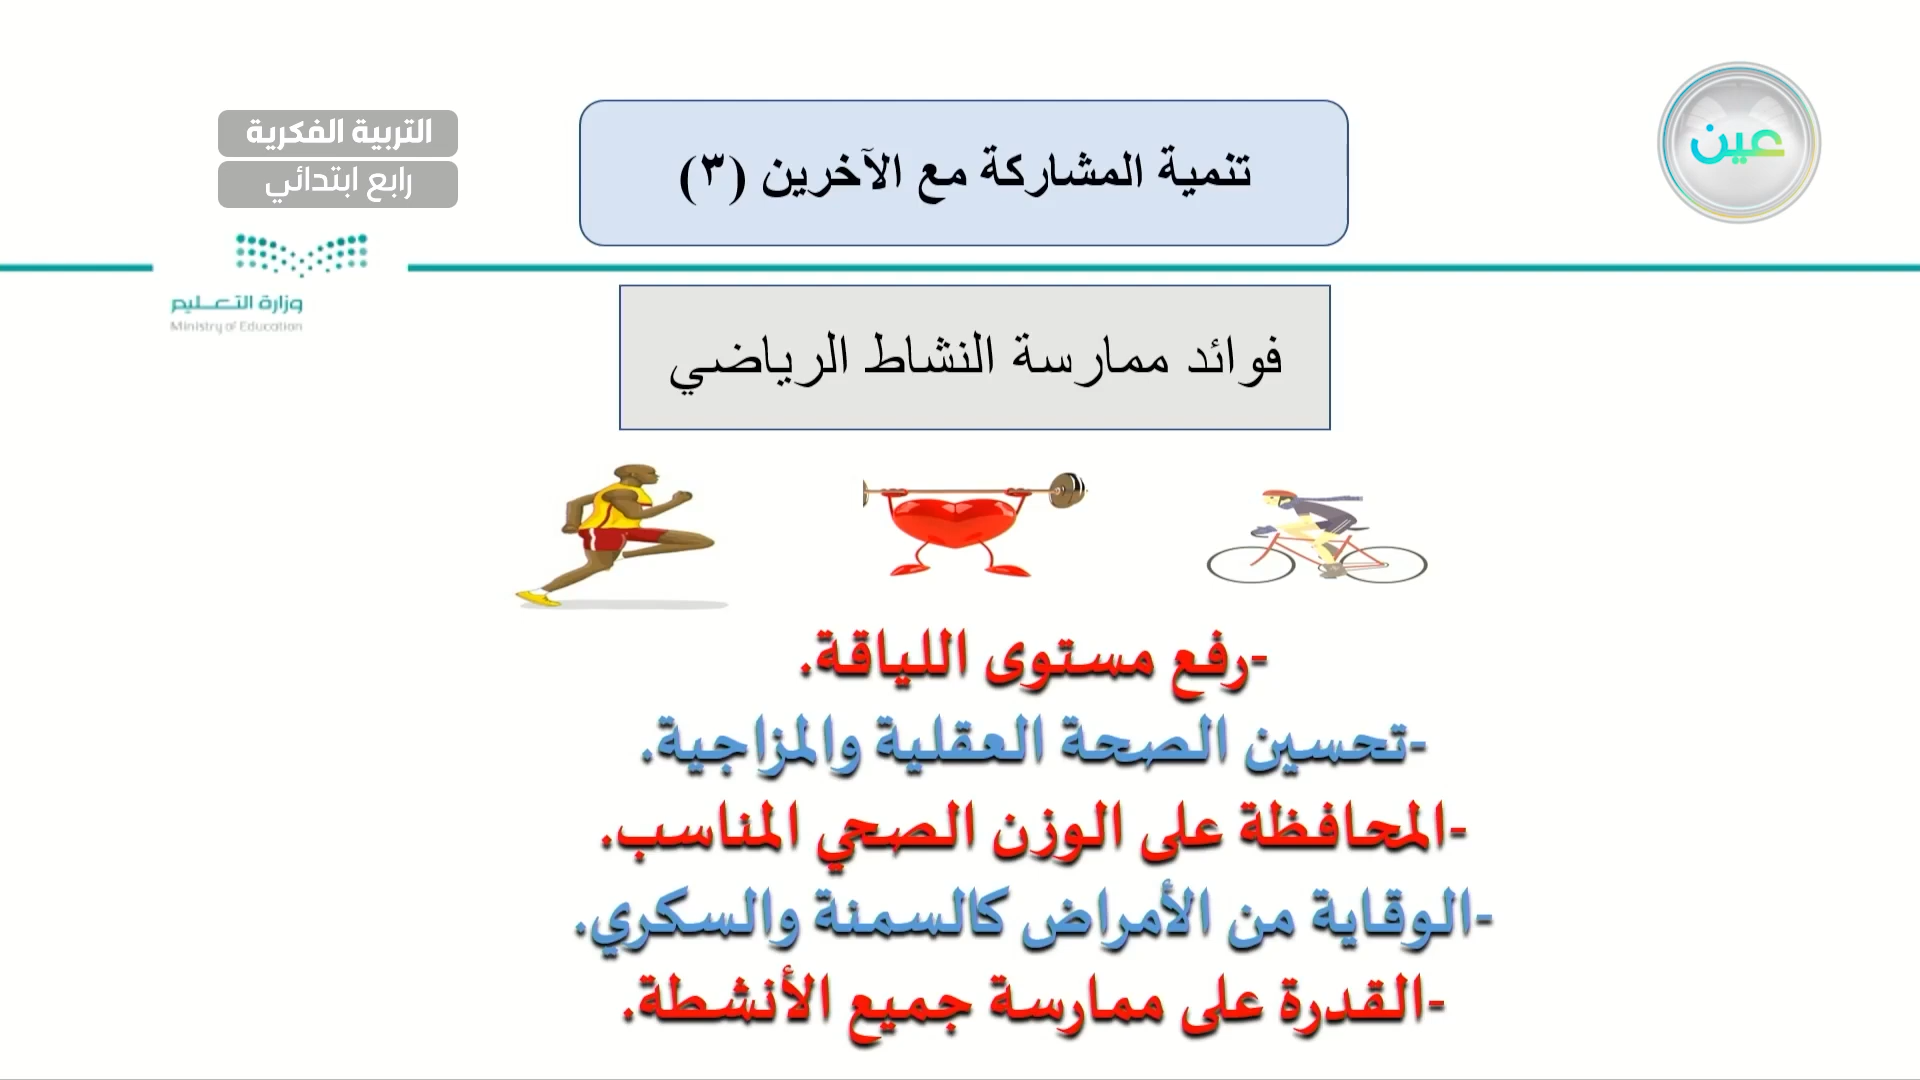 عين
تنمية المشاركة مع الآخرين (٣)
التربية الفكرية
رابع ابتدائي
وزارة التعـــليم
Ministry of Education
فوائد ممارسة النشاط الرياضي
-رفع مستوى اللياقة.
-تحسين الصحة العقلية والمزاجية.
-المحافظة على الوزن الصحي المناسب.
-الوقاية من الأمراض كالسمنة والسكري.
-القدرة على ممارسة جميع الأنشطة.